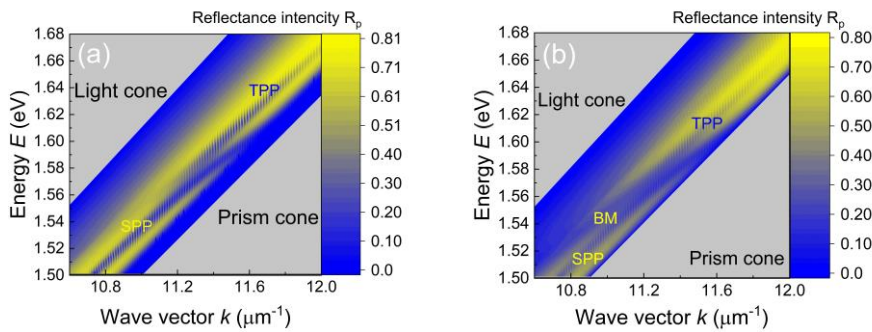 Reflectance intencity Rₚ
(a)
1.68
1.66
1.64
1.62
1.60
1.58
1.56
1.54
1.52
1.50
Energy E (eV)
Light cone
TPP
SPP
Prism cone
10.8
11.2
11.6
12.0
Wave vector k (μm⁻¹)
0.81
0.71
0.61
0.51
0.40
0.30
0.20
0.10
0.0
Reflectance intensity Rₚ
(b)
1.68
1.66
1.64
1.62
1.60
1.58
1.56
1.54
1.52
1.50
Energy E (eV)
Light cone
TPP
BM
SPP
Prism cone
10.8
11.2
11.6
12.0
Wave vector k (μm⁻¹)
0.80
0.70
0.60
0.50
0.40
0.30
0.20
0.10
0.0